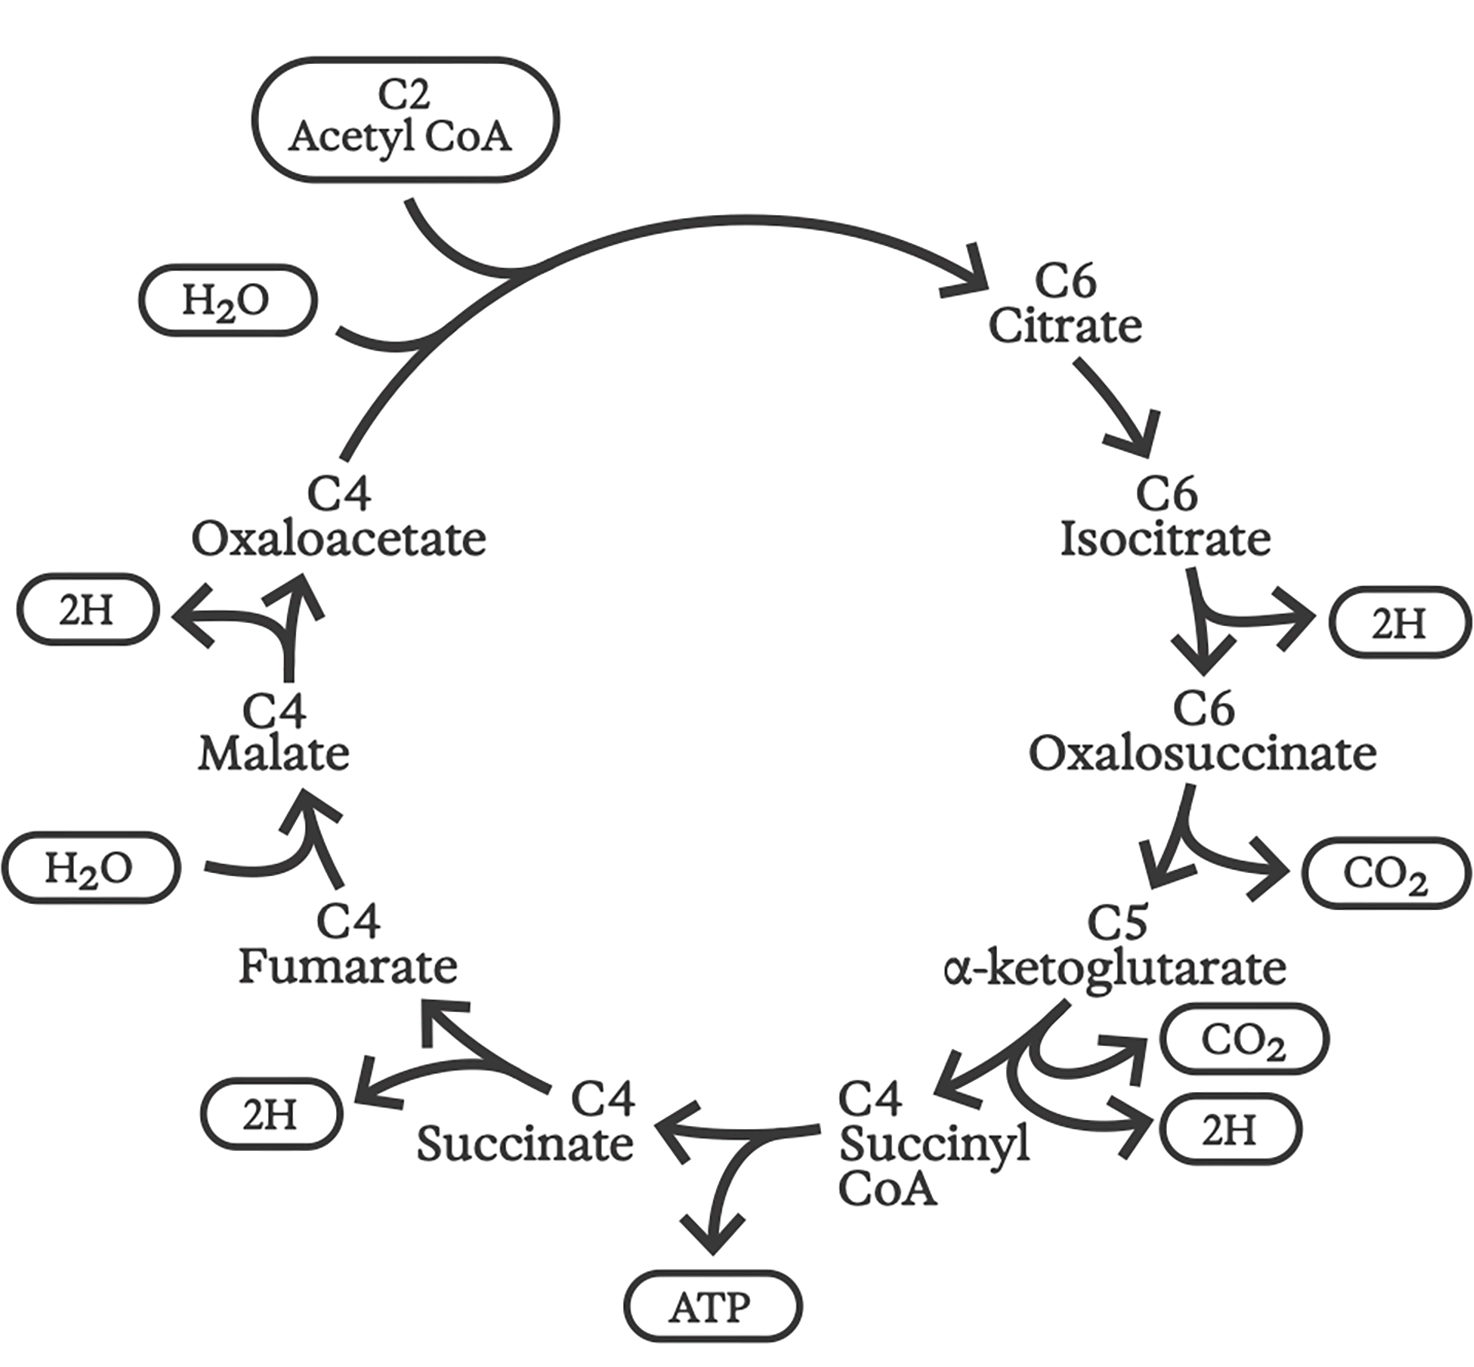 C2
Acetyl CoA
H₂O
C6
Citrate
C4
Oxaloacetate
C6
Isocitrate
2H
2H
C4
Malate
C6
Oxalosuccinate
H₂O
CO₂
C4
Fumarate
C5
α-ketoglutarate
CO₂
2H
C4
Succinate
C4
Succinyl
CoA
2H
ATP